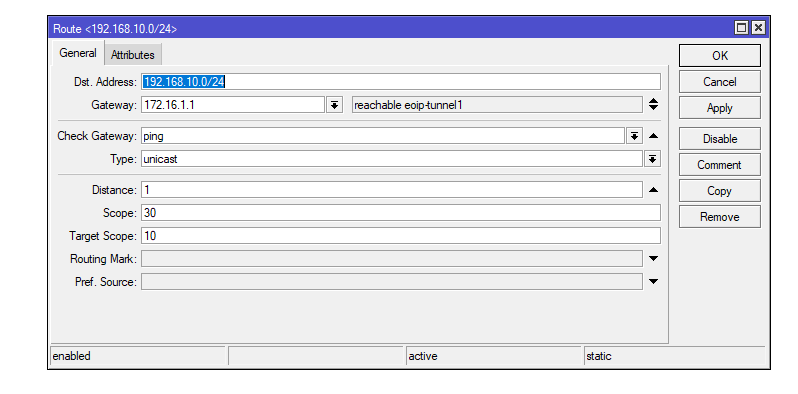 Route <192.168.10.0/24>
General Attributes
OK
Dst. Address: 192.168.10.0/24
Cancel
Gateway: 172.16.1.1 reachable eoip-tunnel1
Apply
Check Gateway: ping
Disable
Type: unicast
Comment
Distance: 1
Copy
Scope: 30
Remove
Target Scope: 10
Routing Mark:
Pref. Source:
enabled active static